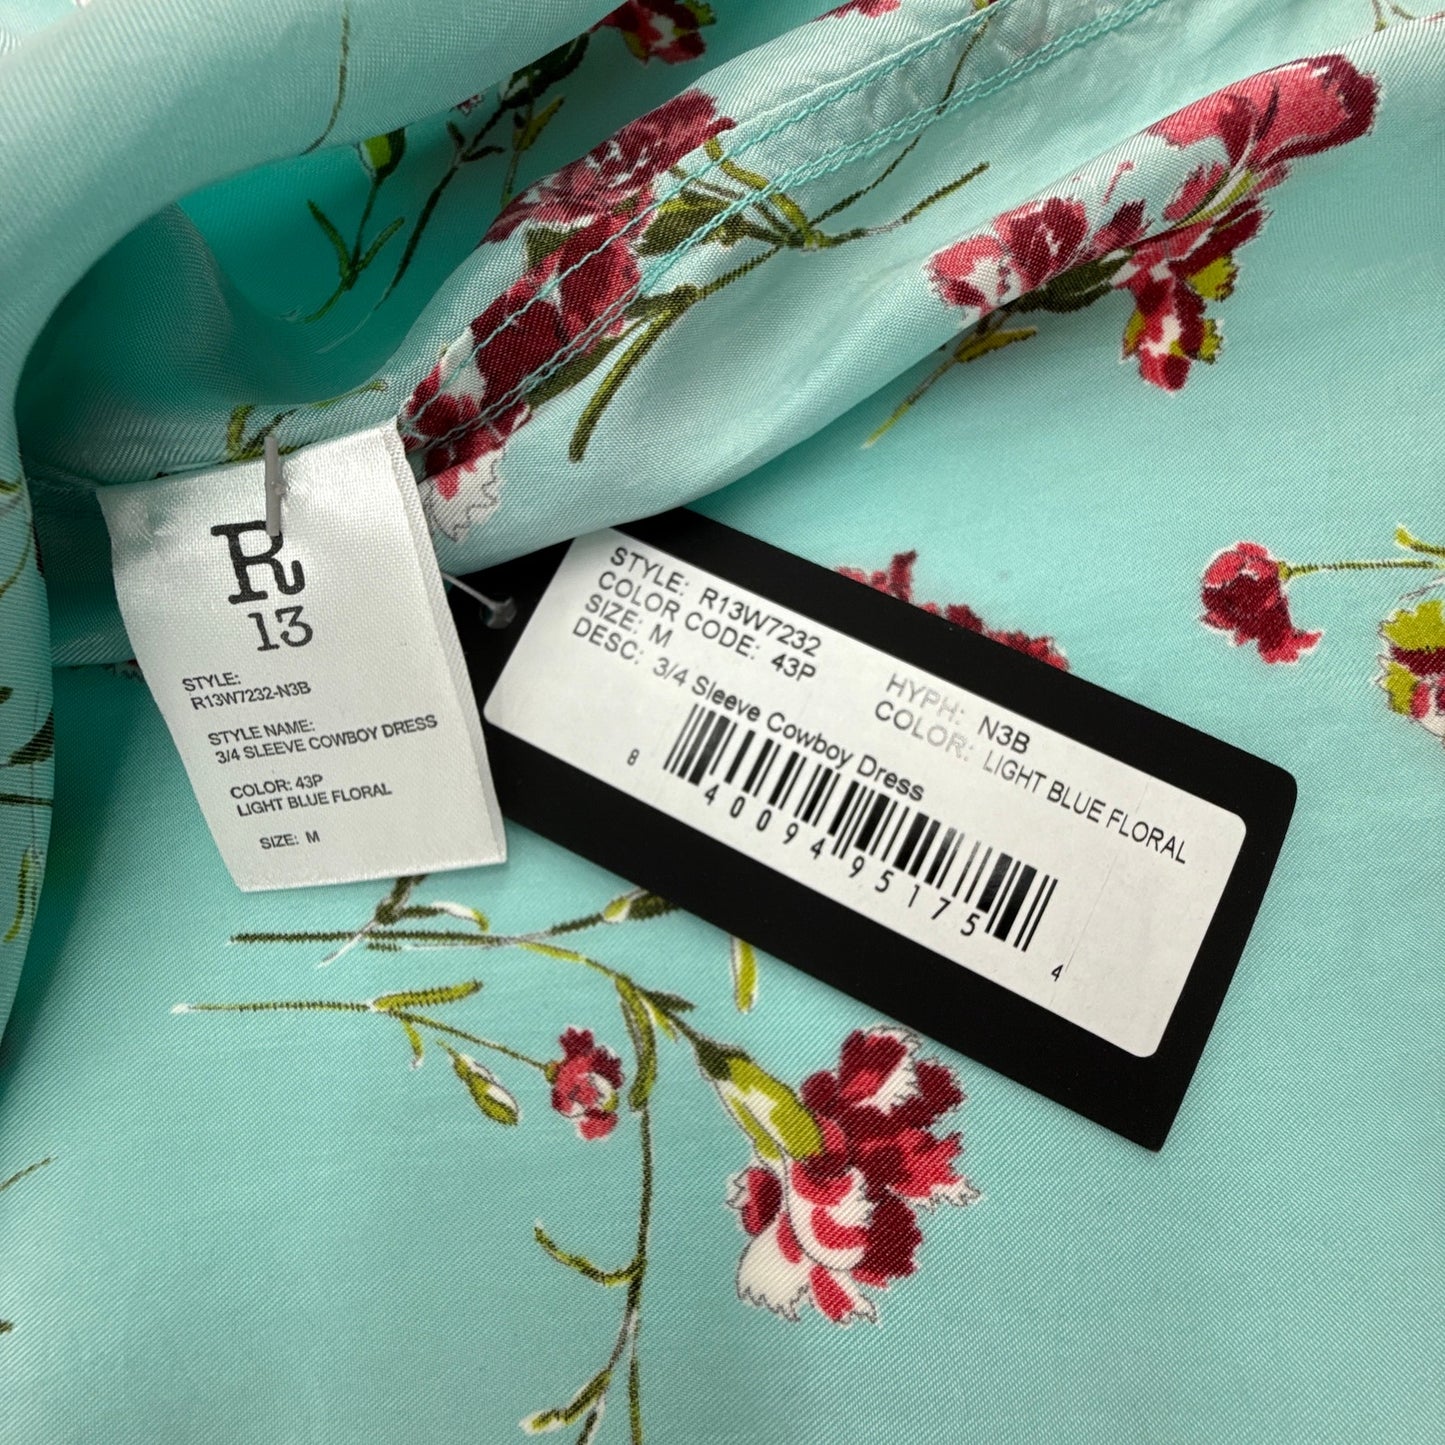 R
13
STYLE:
R13W7232-N3B
STYLE NAME:
3/4 SLEEVE COWBOY DRESS
COLOR: 43P
LIGHT BLUE FLORAL
SIZE: M
STYLE: R13W7232
COLOR CODE: 43P
SIZE: M
DESC: 3/4 Sleeve Cowboy Dress
HYPH: N3B
COLOR: LIGHT BLUE FLORAL
8 40094 95175 4